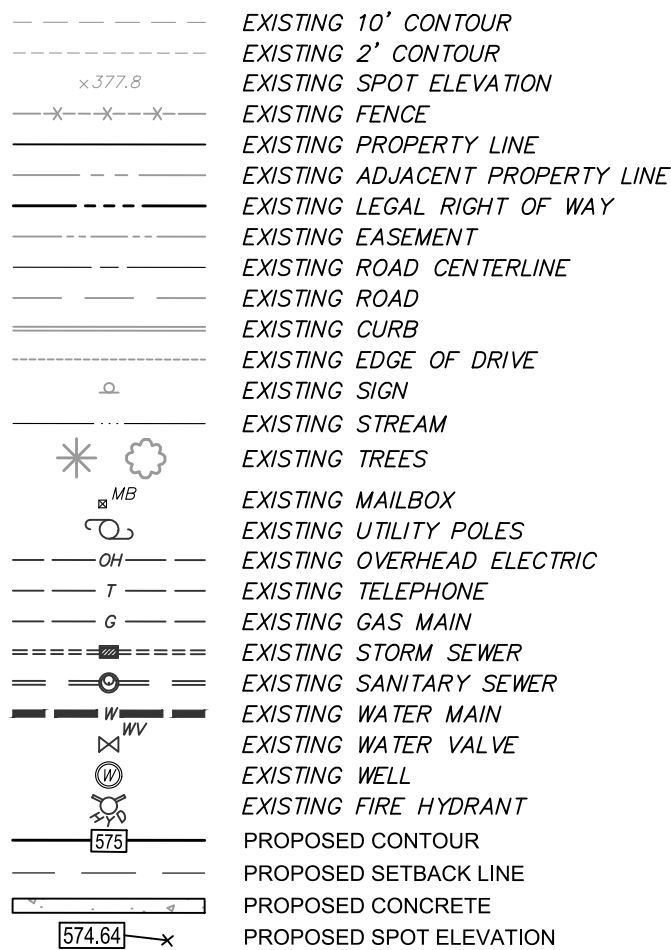 EXISTING 10' CONTOUR
EXISTING 2' CONTOUR
×377.8 EXISTING SPOT ELEVATION
X X X EXISTING FENCE
EXISTING PROPERTY LINE
EXISTING ADJACENT PROPERTY LINE
EXISTING LEGAL RIGHT OF WAY
EXISTING EASEMENT
EXISTING ROAD CENTERLINE
EXISTING ROAD
EXISTING CURB
EXISTING EDGE OF DRIVE
EXISTING SIGN
EXISTING STREAM
EXISTING TREES
MB EXISTING MAILBOX
EXISTING UTILITY POLES
OH EXISTING OVERHEAD ELECTRIC
T EXISTING TELEPHONE
G EXISTING GAS MAIN
EXISTING STORM SEWER
EXISTING SANITARY SEWER
W EXISTING WATER MAIN
WV EXISTING WATER VALVE
W EXISTING WELL
HYD EXISTING FIRE HYDRANT
575 PROPOSED CONTOUR
PROPOSED SETBACK LINE
PROPOSED CONCRETE
574.64 × PROPOSED SPOT ELEVATION